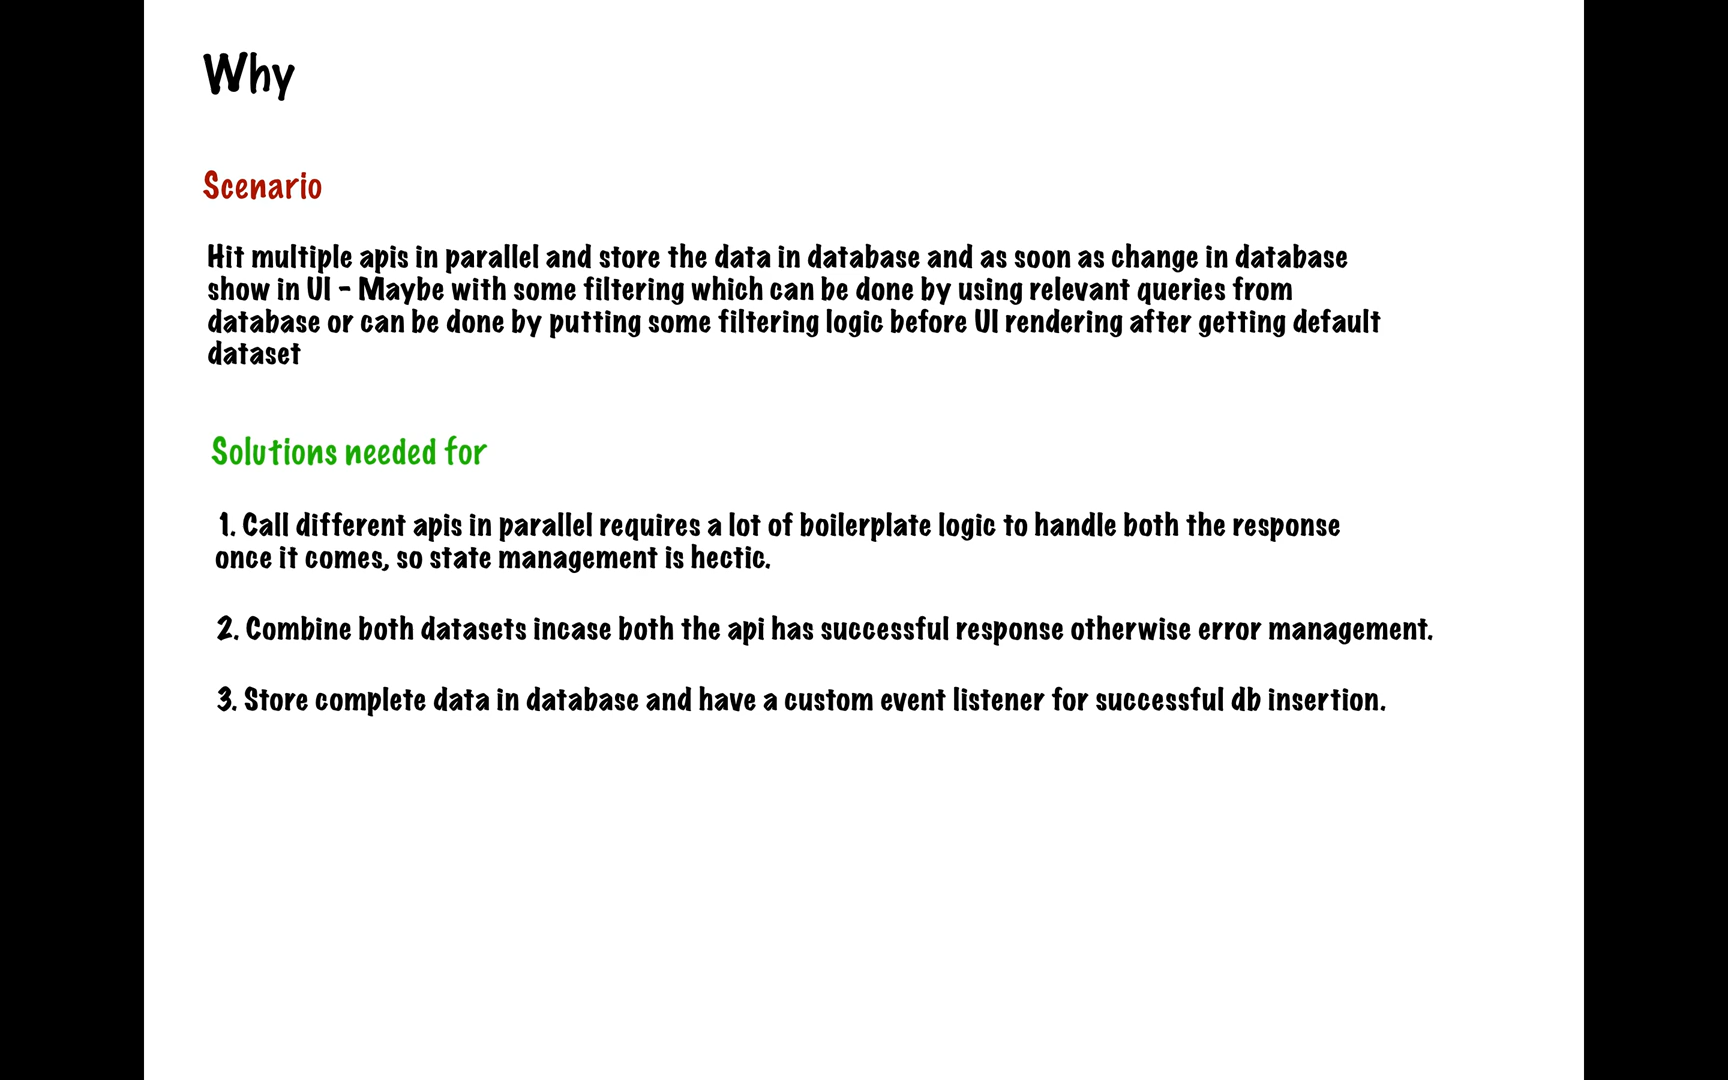 Why
Scenario
Hit multiple apis in parallel and store the data in database and as soon as change in database
show in UI - Maybe with some filtering which can be done by using relevant queries from
database or can be done by putting some filtering logic before UI rendering after getting default
dataset
Solutions needed for
1. Call different apis in parallel requires a lot of boilerplate logic to handle both the response
once it comes, so state management is hectic.
2. Combine both datasets incase both the api has successful response otherwise error management.
3. Store complete data in database and have a custom event listener for successful db insertion.